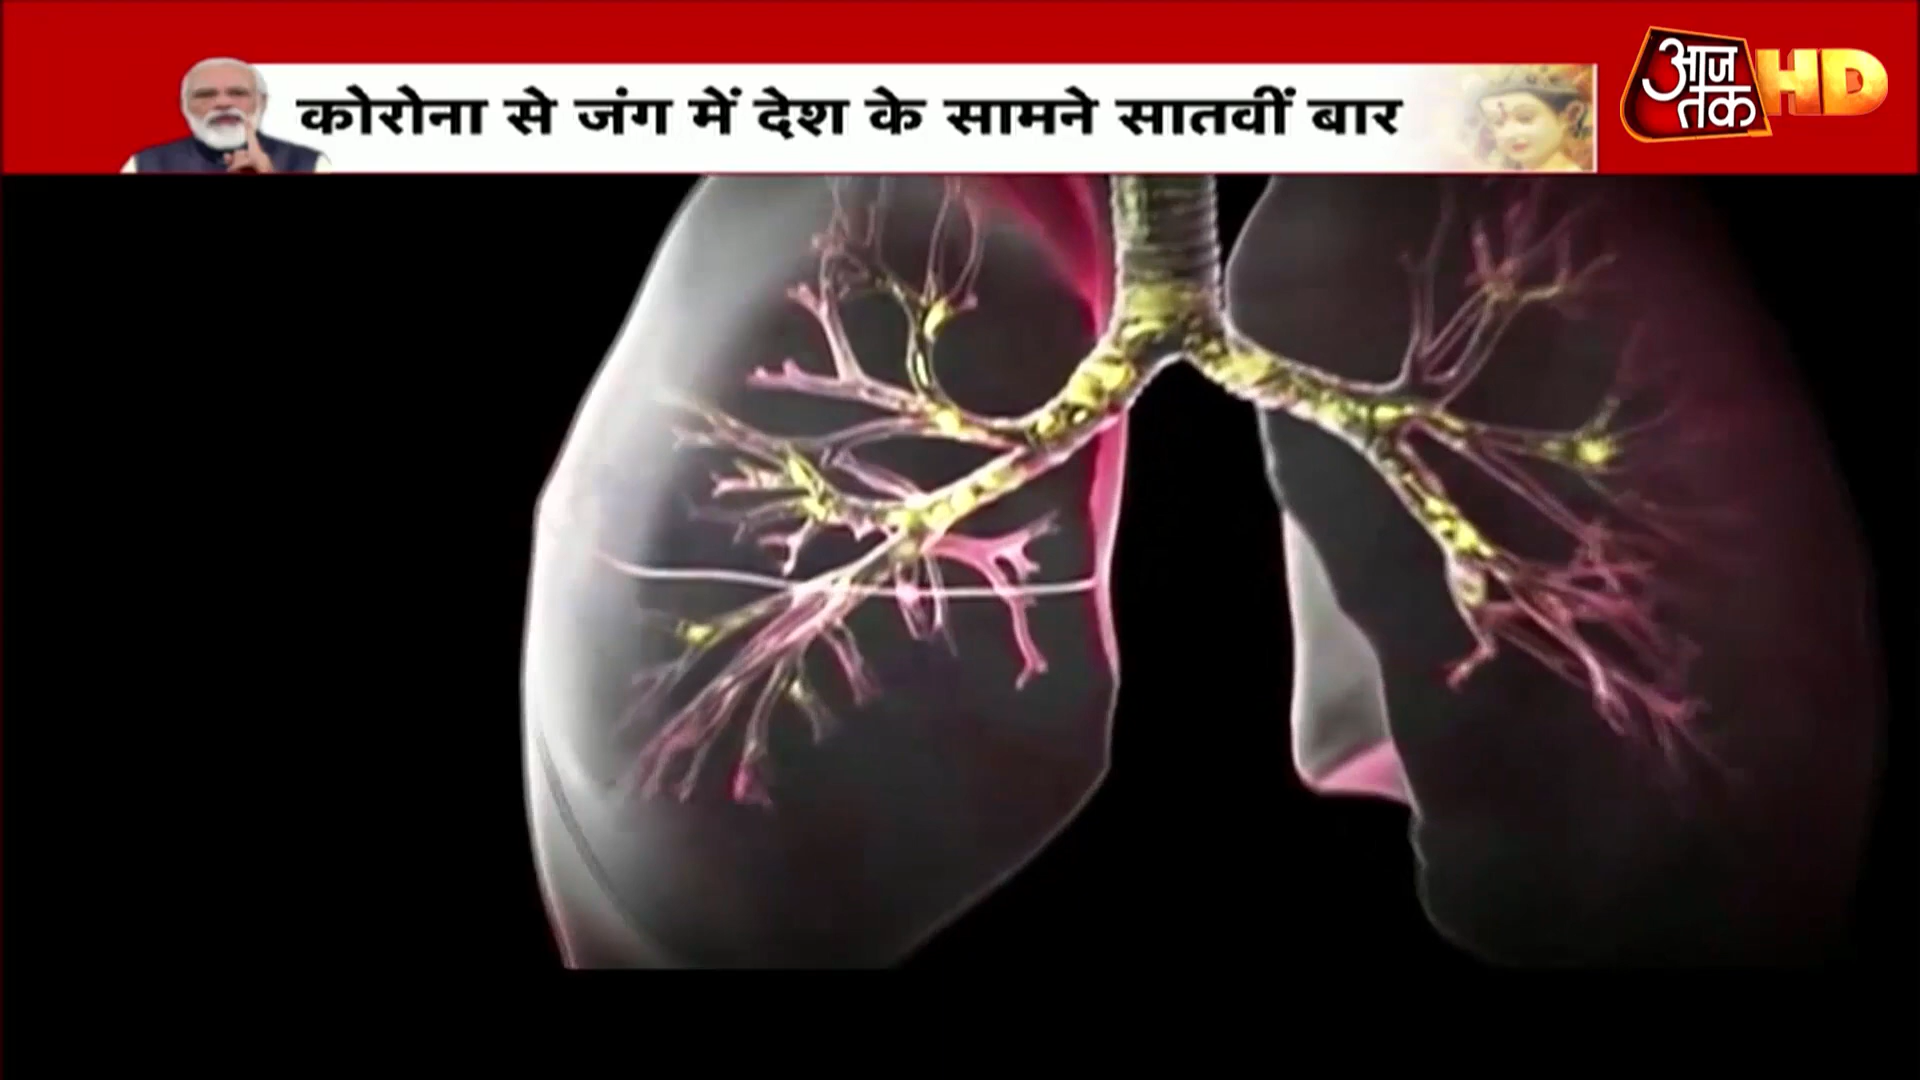 कोरोना से जंग में देश के सामने सातवीं बार
आज तक HD